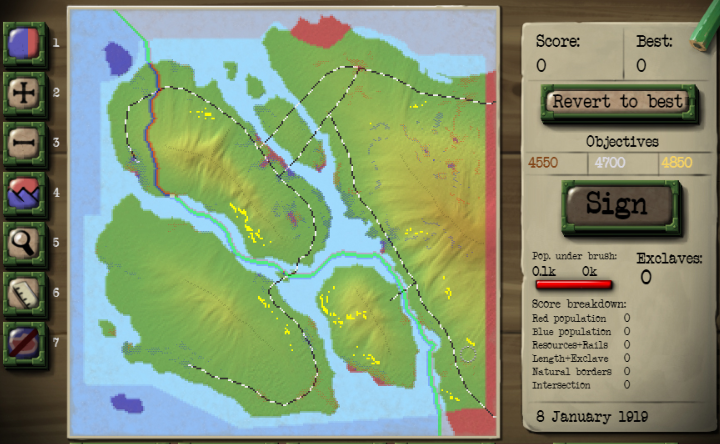 1
2
3
4
5
6
7
Score:
0
Best:
0
Revert to best
Objectives
4550 4700 4850
Sign
Pop. under brush:
0.1k 0k
Exclaves:
0
Score breakdown:
Red population 0
Blue population 0
Resources+Rails 0
Length+Exclave 0
Natural borders 0
Intersection 0
8 January 1919